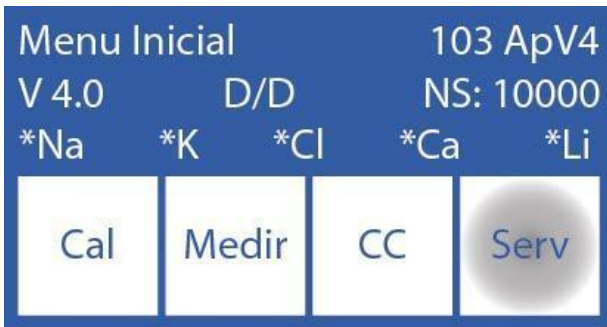 Menu Inicial 103 ApV4
V 4.0 D/D NS: 10000
*Na *K *Cl *Ca *Li
Cal Medir CC Serv